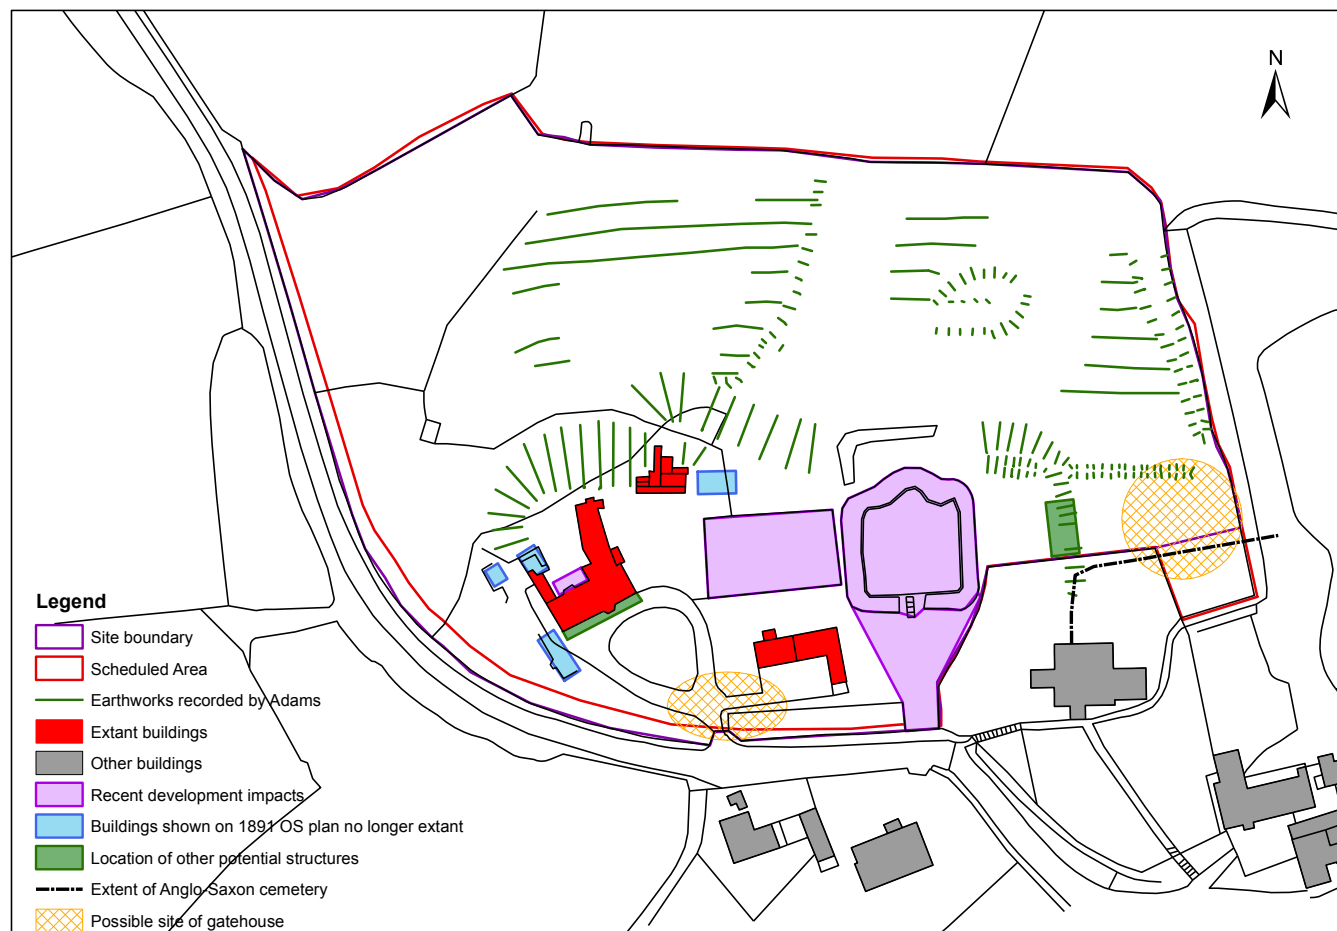 N
Legend
Site boundary
Scheduled Area
Earthworks recorded by Adams
Extant buildings
Other buildings
Recent development impacts
Buildings shown on 1891 OS plan no longer extant
Location of other potential structures
Extent of Anglo-Saxon cemetery
Possible site of gatehouse